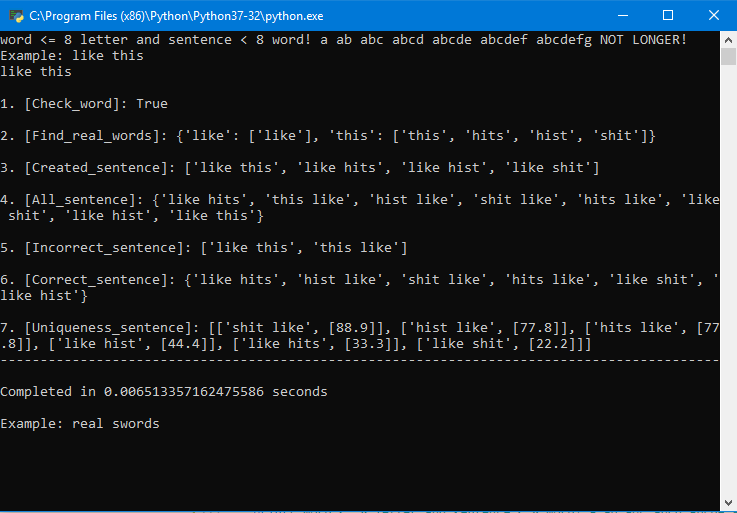 C:\Program Files (x86)\Python\Python37-32\python.exe
word <= 8 letter and sentence < 8 word! a ab abc abcd abcde abcdef abcdefg NOT LONGER!
Example: like this
like this
1. [Check_word]: True
2. [Find_real_words]: {'like': ['like'], 'this': ['this', 'hits', 'hist', 'shit']}
3. [Created_sentence]: ['like this', 'like hits', 'like hist', 'like shit']
4. [All_sentence]: {'like hits', 'this like', 'hist like', 'shit like', 'hits like', 'like
 shit', 'like hist', 'like this'}
5. [Incorrect_sentence]: ['like this', 'this like']
6. [Correct_sentence]: {'like hits', 'hist like', 'shit like', 'hits like', 'like shit', '
like hist'}
7. [Uniqueness_sentence]: [['shit like', [88.9]], ['hist like', [77.8]], ['hits like', [77
.8]], ['like hist', [44.4]], ['like hits', [33.3]], ['like shit', [22.2]]]
------------------------------------------------------------------------------------------
Completed in 0.006513357162475586 seconds
Example: real swords